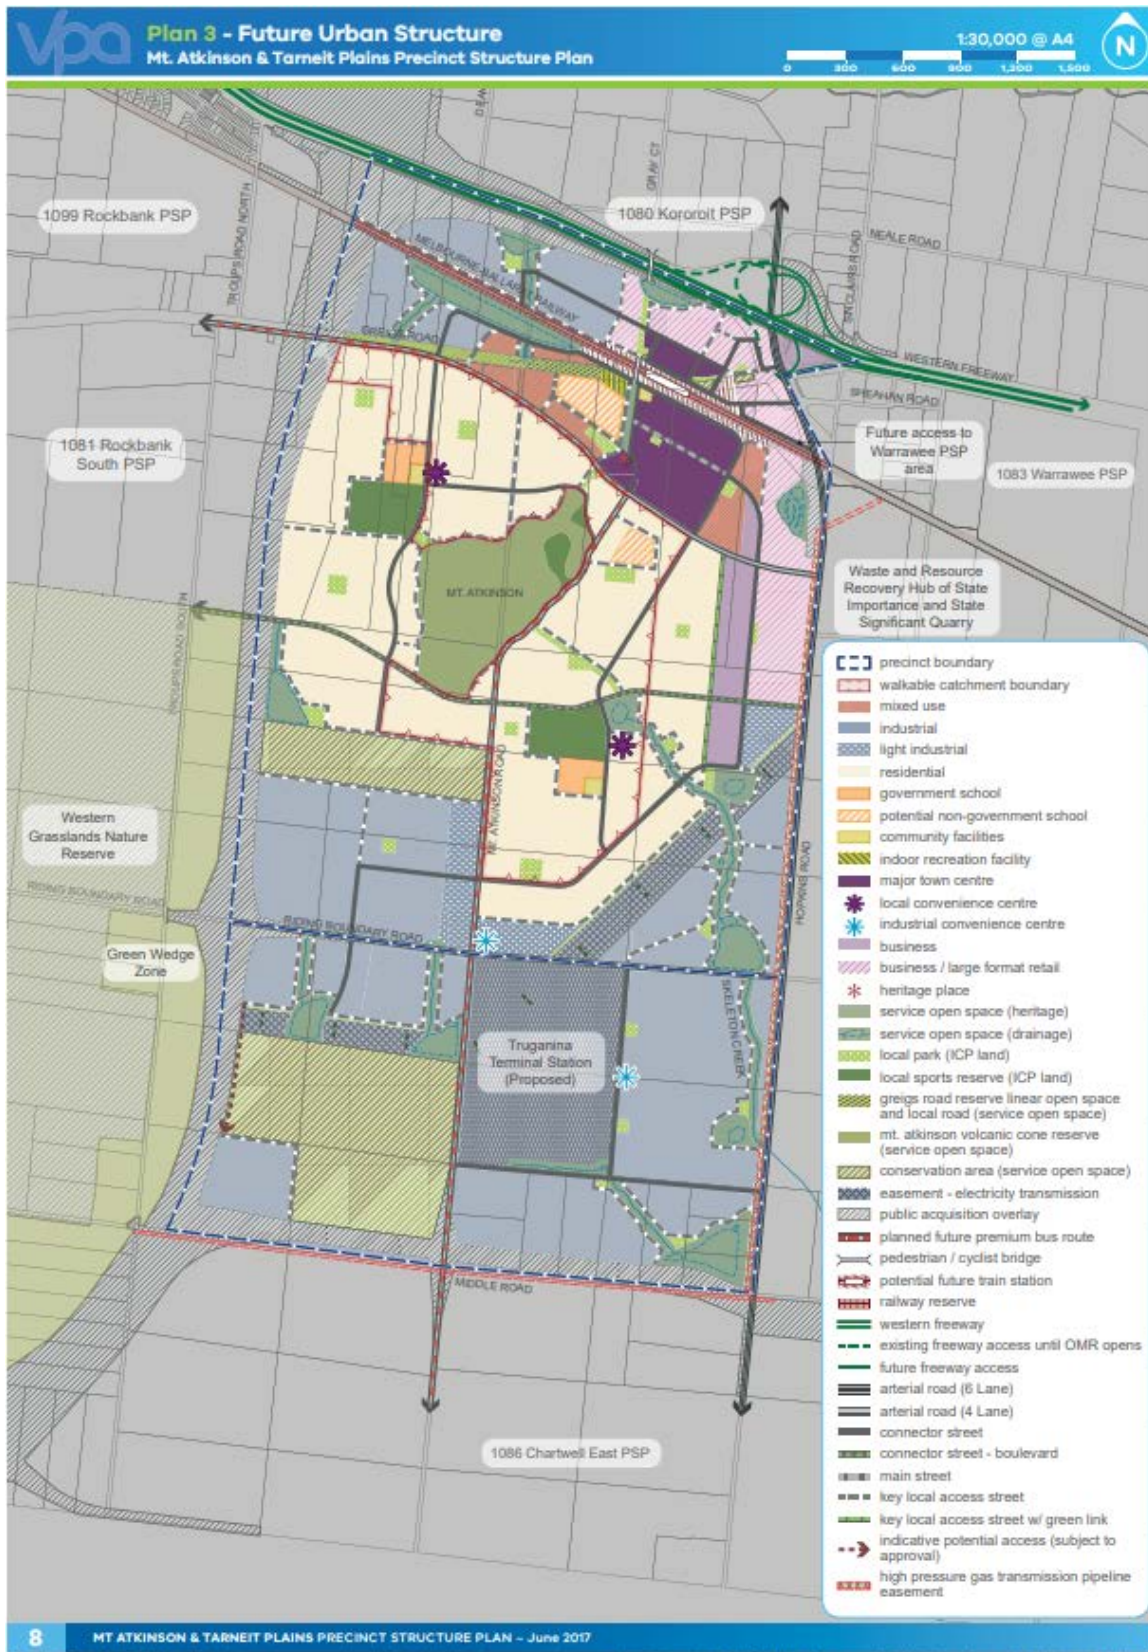 vpa
Plan 3 - Future Urban Structure
Mt. Atkinson & Tarneit Plains Precinct Structure Plan
1:30,000 @ A4
0 300 600 900 1,200 1,500
N
1099 Rockbank PSP
1080 Kororoit PSP
GRAY CT
NEALE ROAD
TROUPS ROAD NORTH
SINCLAIRS ROAD
MELBOURNE-BALLARAT RAILWAY
GREIGS ROAD
WESTERN FREEWAY
SHEAHAN ROAD
1081 Rockbank
South PSP
Future access to
Warrawee PSP
area
1083 Warrawee PSP
MT. ATKINSON
Waste and Resource
Recovery Hub of State
Importance and State
Significant Quarry
TROUPS ROAD SOUTH
MT. ATKINSON ROAD
HOPKINS ROAD
Western
Grasslands Nature
Reserve
RIDING BOUNDARY ROAD
RIDING BOUNDARY ROAD
Green Wedge
Zone
SKELETON CREEK
Truganina
Terminal Station
(Proposed)
MIDDLE ROAD
1086 Chartwell East PSP
precinct boundary
walkable catchment boundary
mixed use
industrial
light industrial
residential
government school
potential non-government school
community facilities
indoor recreation facility
major town centre
local convenience centre
industrial convenience centre
business
business / large format retail
heritage place
service open space (heritage)
service open space (drainage)
local park (ICP land)
local sports reserve (ICP land)
greigs road reserve linear open space
and local road (service open space)
mt. atkinson volcanic cone reserve
(service open space)
conservation area (service open space)
easement - electricity transmission
public acquisition overlay
planned future premium bus route
pedestrian / cyclist bridge
potential future train station
railway reserve
western freeway
existing freeway access until OMR opens
future freeway access
arterial road (6 Lane)
arterial road (4 Lane)
connector street
connector street - boulevard
main street
key local access street
key local access street w/ green link
indicative potential access (subject to
approval)
high pressure gas transmission pipeline
easement
8
MT ATKINSON & TARNEIT PLAINS PRECINCT STRUCTURE PLAN – June 2017